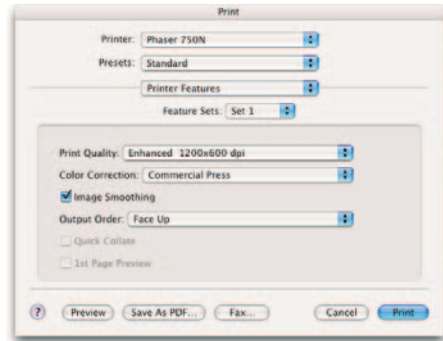 Print
Printer: Phaser 750N
Presets: Standard
Printer Features
Feature Sets: Set 1
Print Quality: Enhanced 1200x600 dpi
Color Correction: Commercial Press
Image Smoothing
Output Order: Face Up
Quick Collate
1st Page Preview
? Preview Save As PDF... Fax... Cancel Print